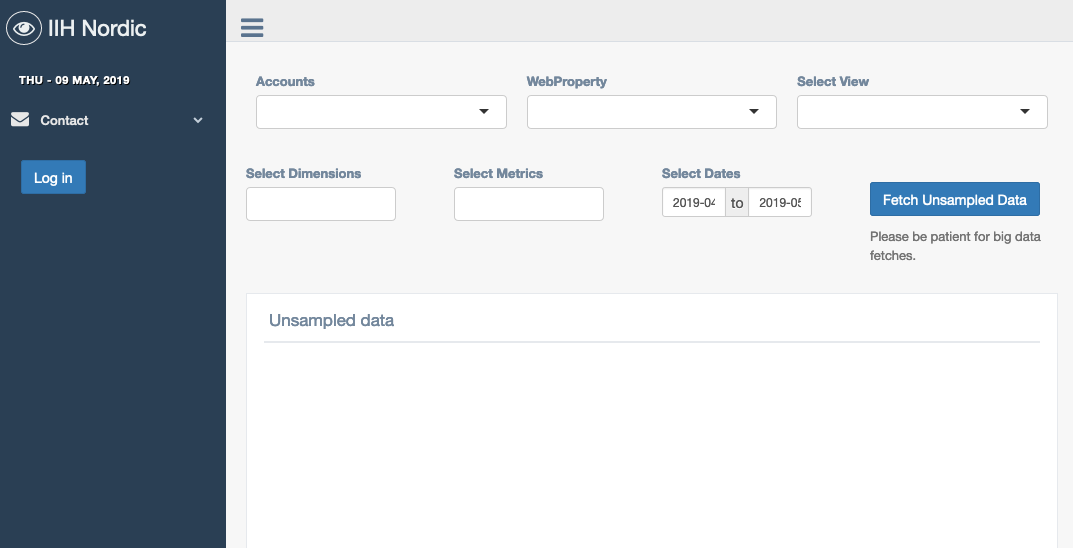 IIH Nordic
THU - 09 MAY, 2019
Contact
Log in
Accounts
WebProperty
Select View
Select Dimensions
Select Metrics
Select Dates
2019-04
to
2019-05
Fetch Unsampled Data
Please be patient for big data
fetches.
Unsampled data